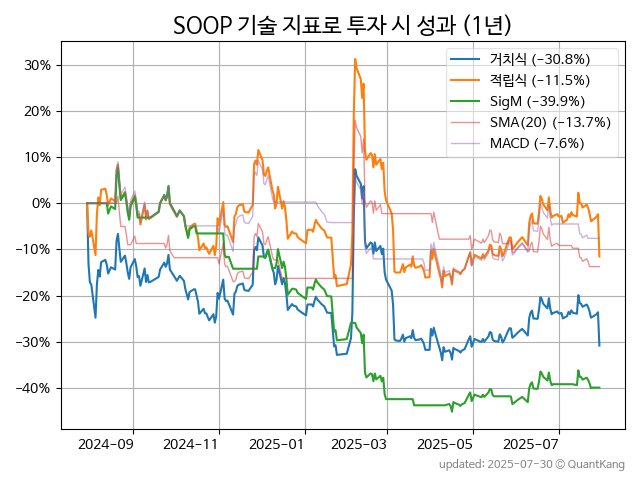 SOOP 기술 지표로 투자 시 성과 (1년)
거치식 (−30.8%)
적립식 (−11.5%)
SigM (−39.9%)
SMA(20) (−13.7%)
MACD (−7.6%)
30%
20%
10%
0%
−10%
−20%
−30%
−40%
2024-09 2024-11 2025-01 2025-03 2025-05 2025-07
updated: 2025-07-30 © QuantKang